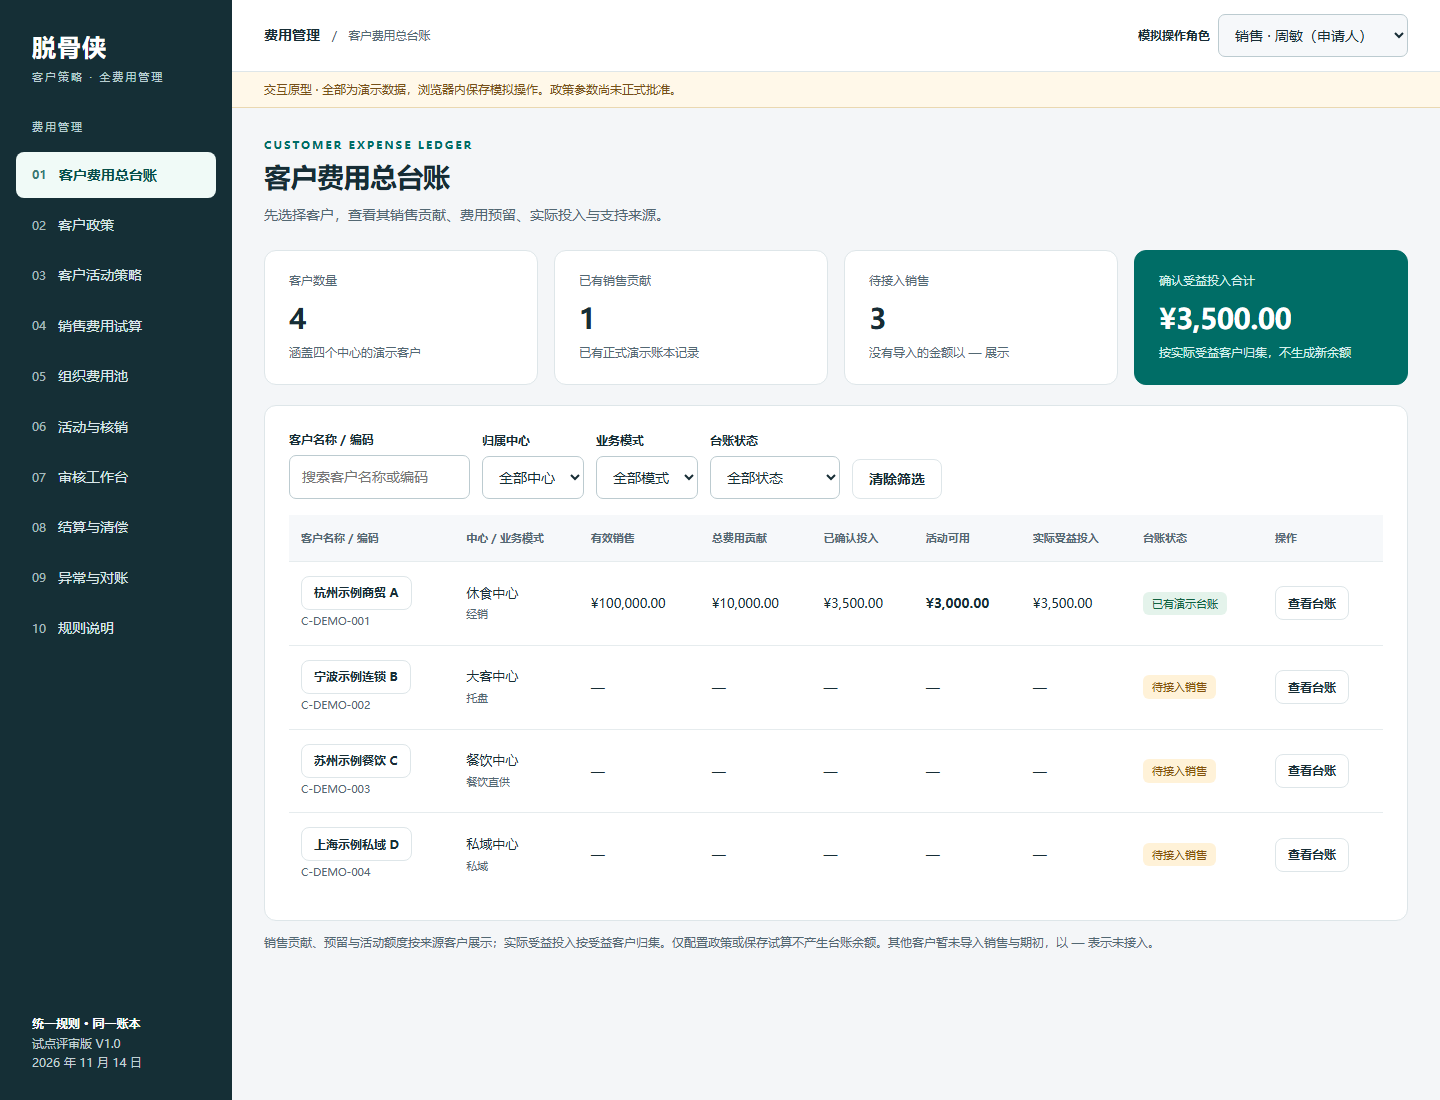 脱骨侠
客户策略 · 全费用管理
费用管理
01 客户费用总台账
02 客户政策
03 客户活动策略
04 销售费用试算
05 组织费用池
06 活动与核销
07 审核工作台
08 结算与清偿
09 异常与对账
10 规则说明
统一规则 • 同一账本
试点评审版 V1.0
2026 年 11 月 14 日
费用管理 / 客户费用总台账
模拟操作角色 销售 · 周敏（申请人）
交互原型 · 全部为演示数据，浏览器内保存模拟操作。政策参数尚未正式批准。
CUSTOMER EXPENSE LEDGER
客户费用总台账
先选择客户，查看其销售贡献、费用预留、实际投入与支持来源。
客户数量
4
涵盖四个中心的演示客户
已有销售贡献
1
已有正式演示账本记录
待接入销售
3
没有导入的金额以 — 展示
确认受益投入合计
¥3,500.00
按实际受益客户归集，不生成新余额
客户名称 / 编码 归属中心 业务模式 台账状态
搜索客户名称或编码 全部中心 全部模式 全部状态 清除筛选
客户名称 / 编码 中心 / 业务模式 有效销售 总费用贡献 已确认投入 活动可用 实际受益投入 台账状态 操作
杭州示例商贸 A 休食中心 ¥100,000.00 ¥10,000.00 ¥3,500.00 ¥3,000.00 ¥3,500.00 已有演示台账 查看台账
C-DEMO-001 经销
宁波示例连锁 B 大客中心 — — — — — 待接入销售 查看台账
C-DEMO-002 托盘
苏州示例餐饮 C 餐饮中心 — — — — — 待接入销售 查看台账
C-DEMO-003 餐饮直供
上海示例私域 D 私域中心 — — — — — 待接入销售 查看台账
C-DEMO-004 私域
销售贡献、预留与活动额度按来源客户展示；实际受益投入按受益客户归集。仅配置政策或保存试算不产生台账余额。其他客户暂未导入销售与期初，以 — 表示未接入。